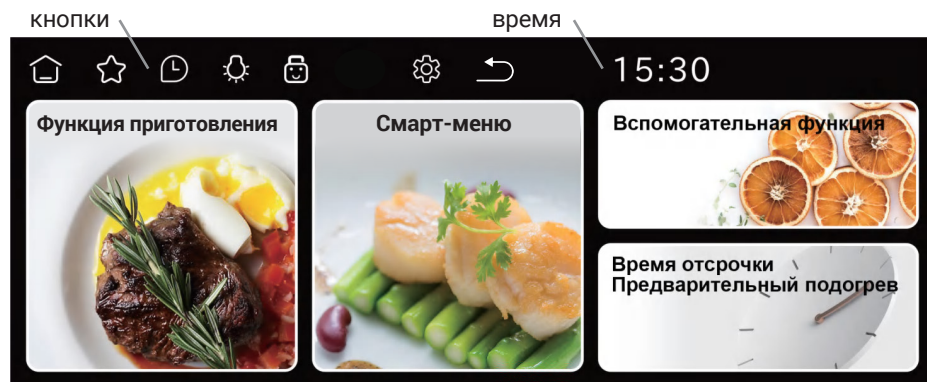 кнопки
время
15:30
Функция приготовления
Смарт-меню
Вспомогательная функция
Время отсрочки
Предварительный подогрев